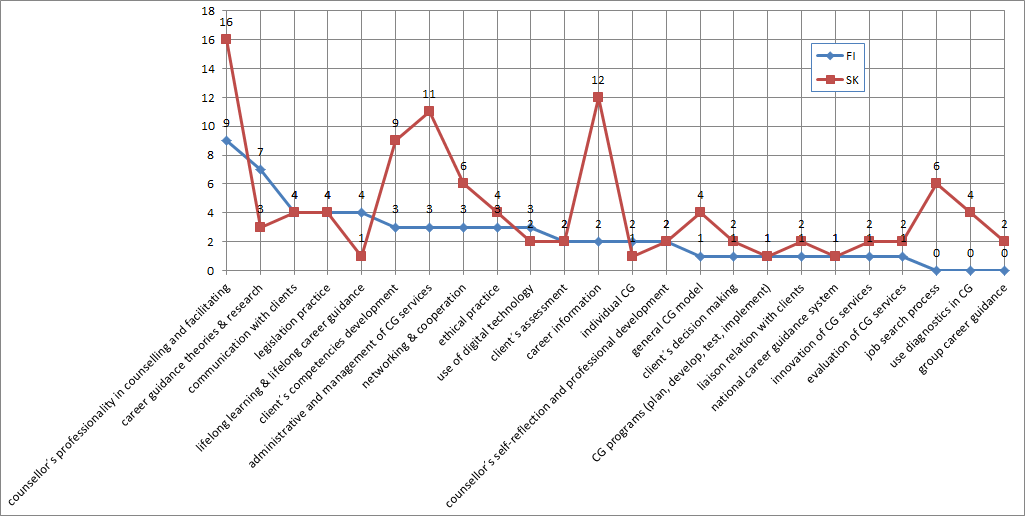 18
16
14
12
10
8
6
4
2
0
FI
SK
16
9
7
3
4
4
4
4
4
1
9
3
11
3
6
3
4
3
3
2
2
2
12
2
2
1
2
2
4
1
2
1
1
1
2
1
1
1
2
1
2
1
6
0
4
0
2
0
counsellor´s professionality in counselling and facilitating
career guidance theories & research
communication with clients
legislation practice
lifelong learning & lifelong career guidance
client´s competencies development
administrative and management of CG services
networking & cooperation
ethical practice
use of digital technology
client´s assessment
career information
individual CG
counsellor´s self-reflection and professional development
general CG model
client´s decision making
CG programs (plan, develop, test, implement)
liaison relation with clients
national career guidance system
innovation of CG services
evaluation of CG services
job search process
use diagnostics in CG
group career guidance